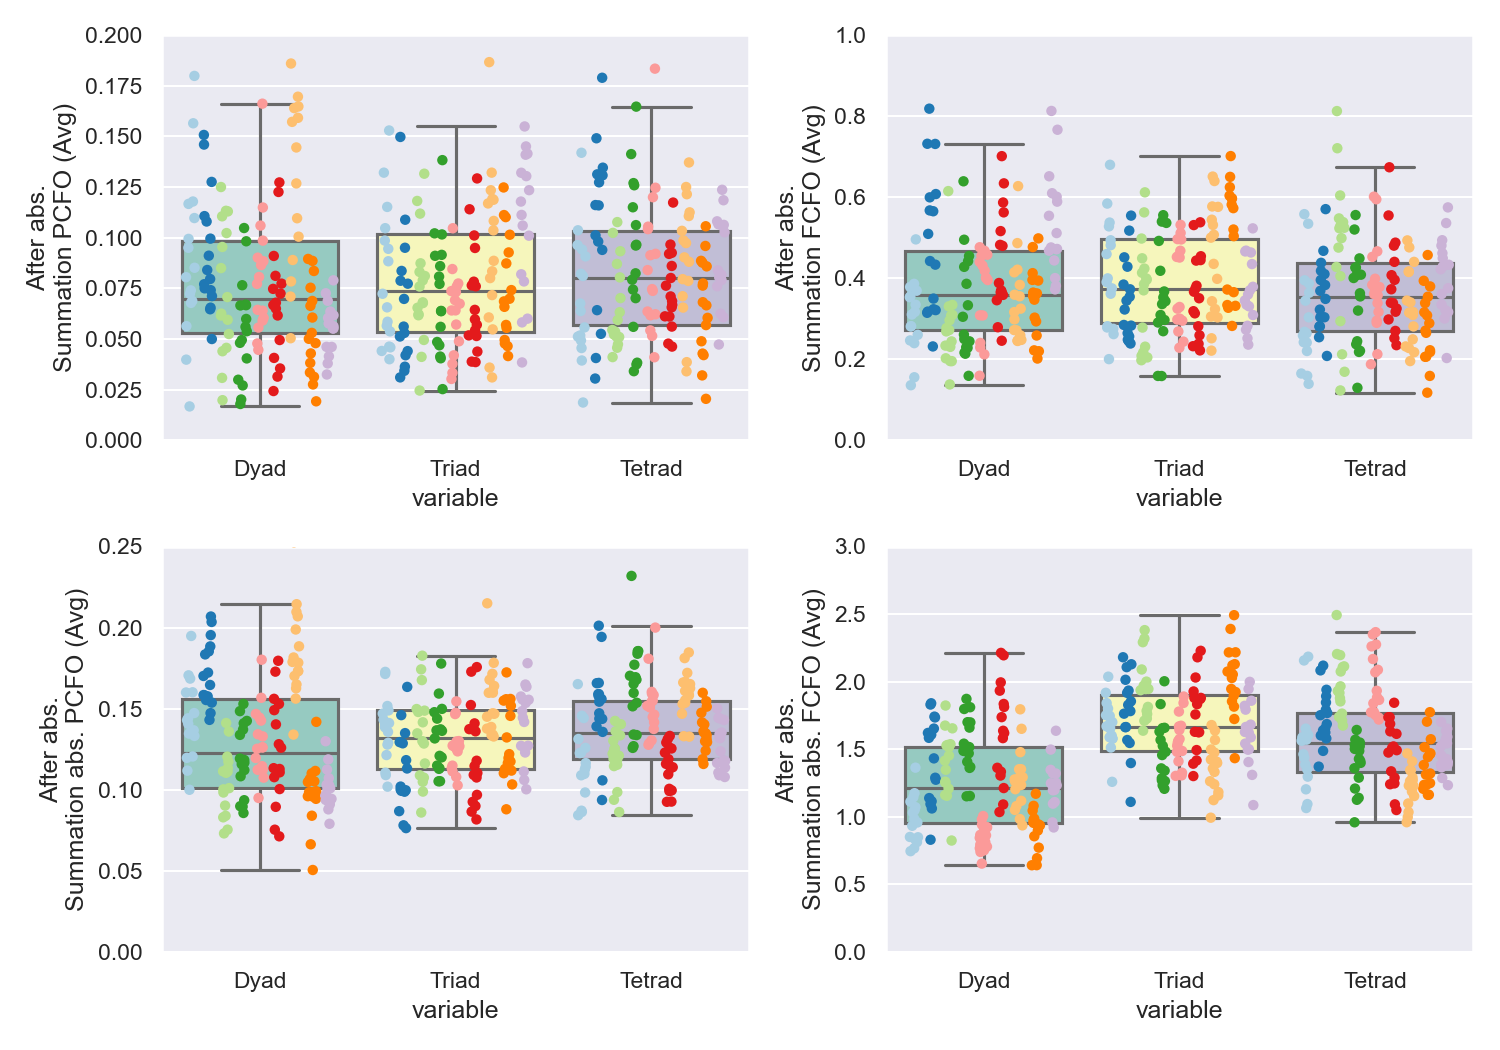 After abs.
Summation PCFO (Avg)
0.200
0.175
0.150
0.125
0.100
0.075
0.050
0.025
0.000
Dyad
Triad
Tetrad
variable
After abs.
Summation FCFO (Avg)
1.0
0.8
0.6
0.4
0.2
0.0
Dyad
Triad
Tetrad
variable
After abs.
Summation abs. PCFO (Avg)
0.25
0.20
0.15
0.10
0.05
0.00
Dyad
Triad
Tetrad
variable
After abs.
Summation abs. FCFO (Avg)
3.0
2.5
2.0
1.5
1.0
0.5
0.0
Dyad
Triad
Tetrad
variable